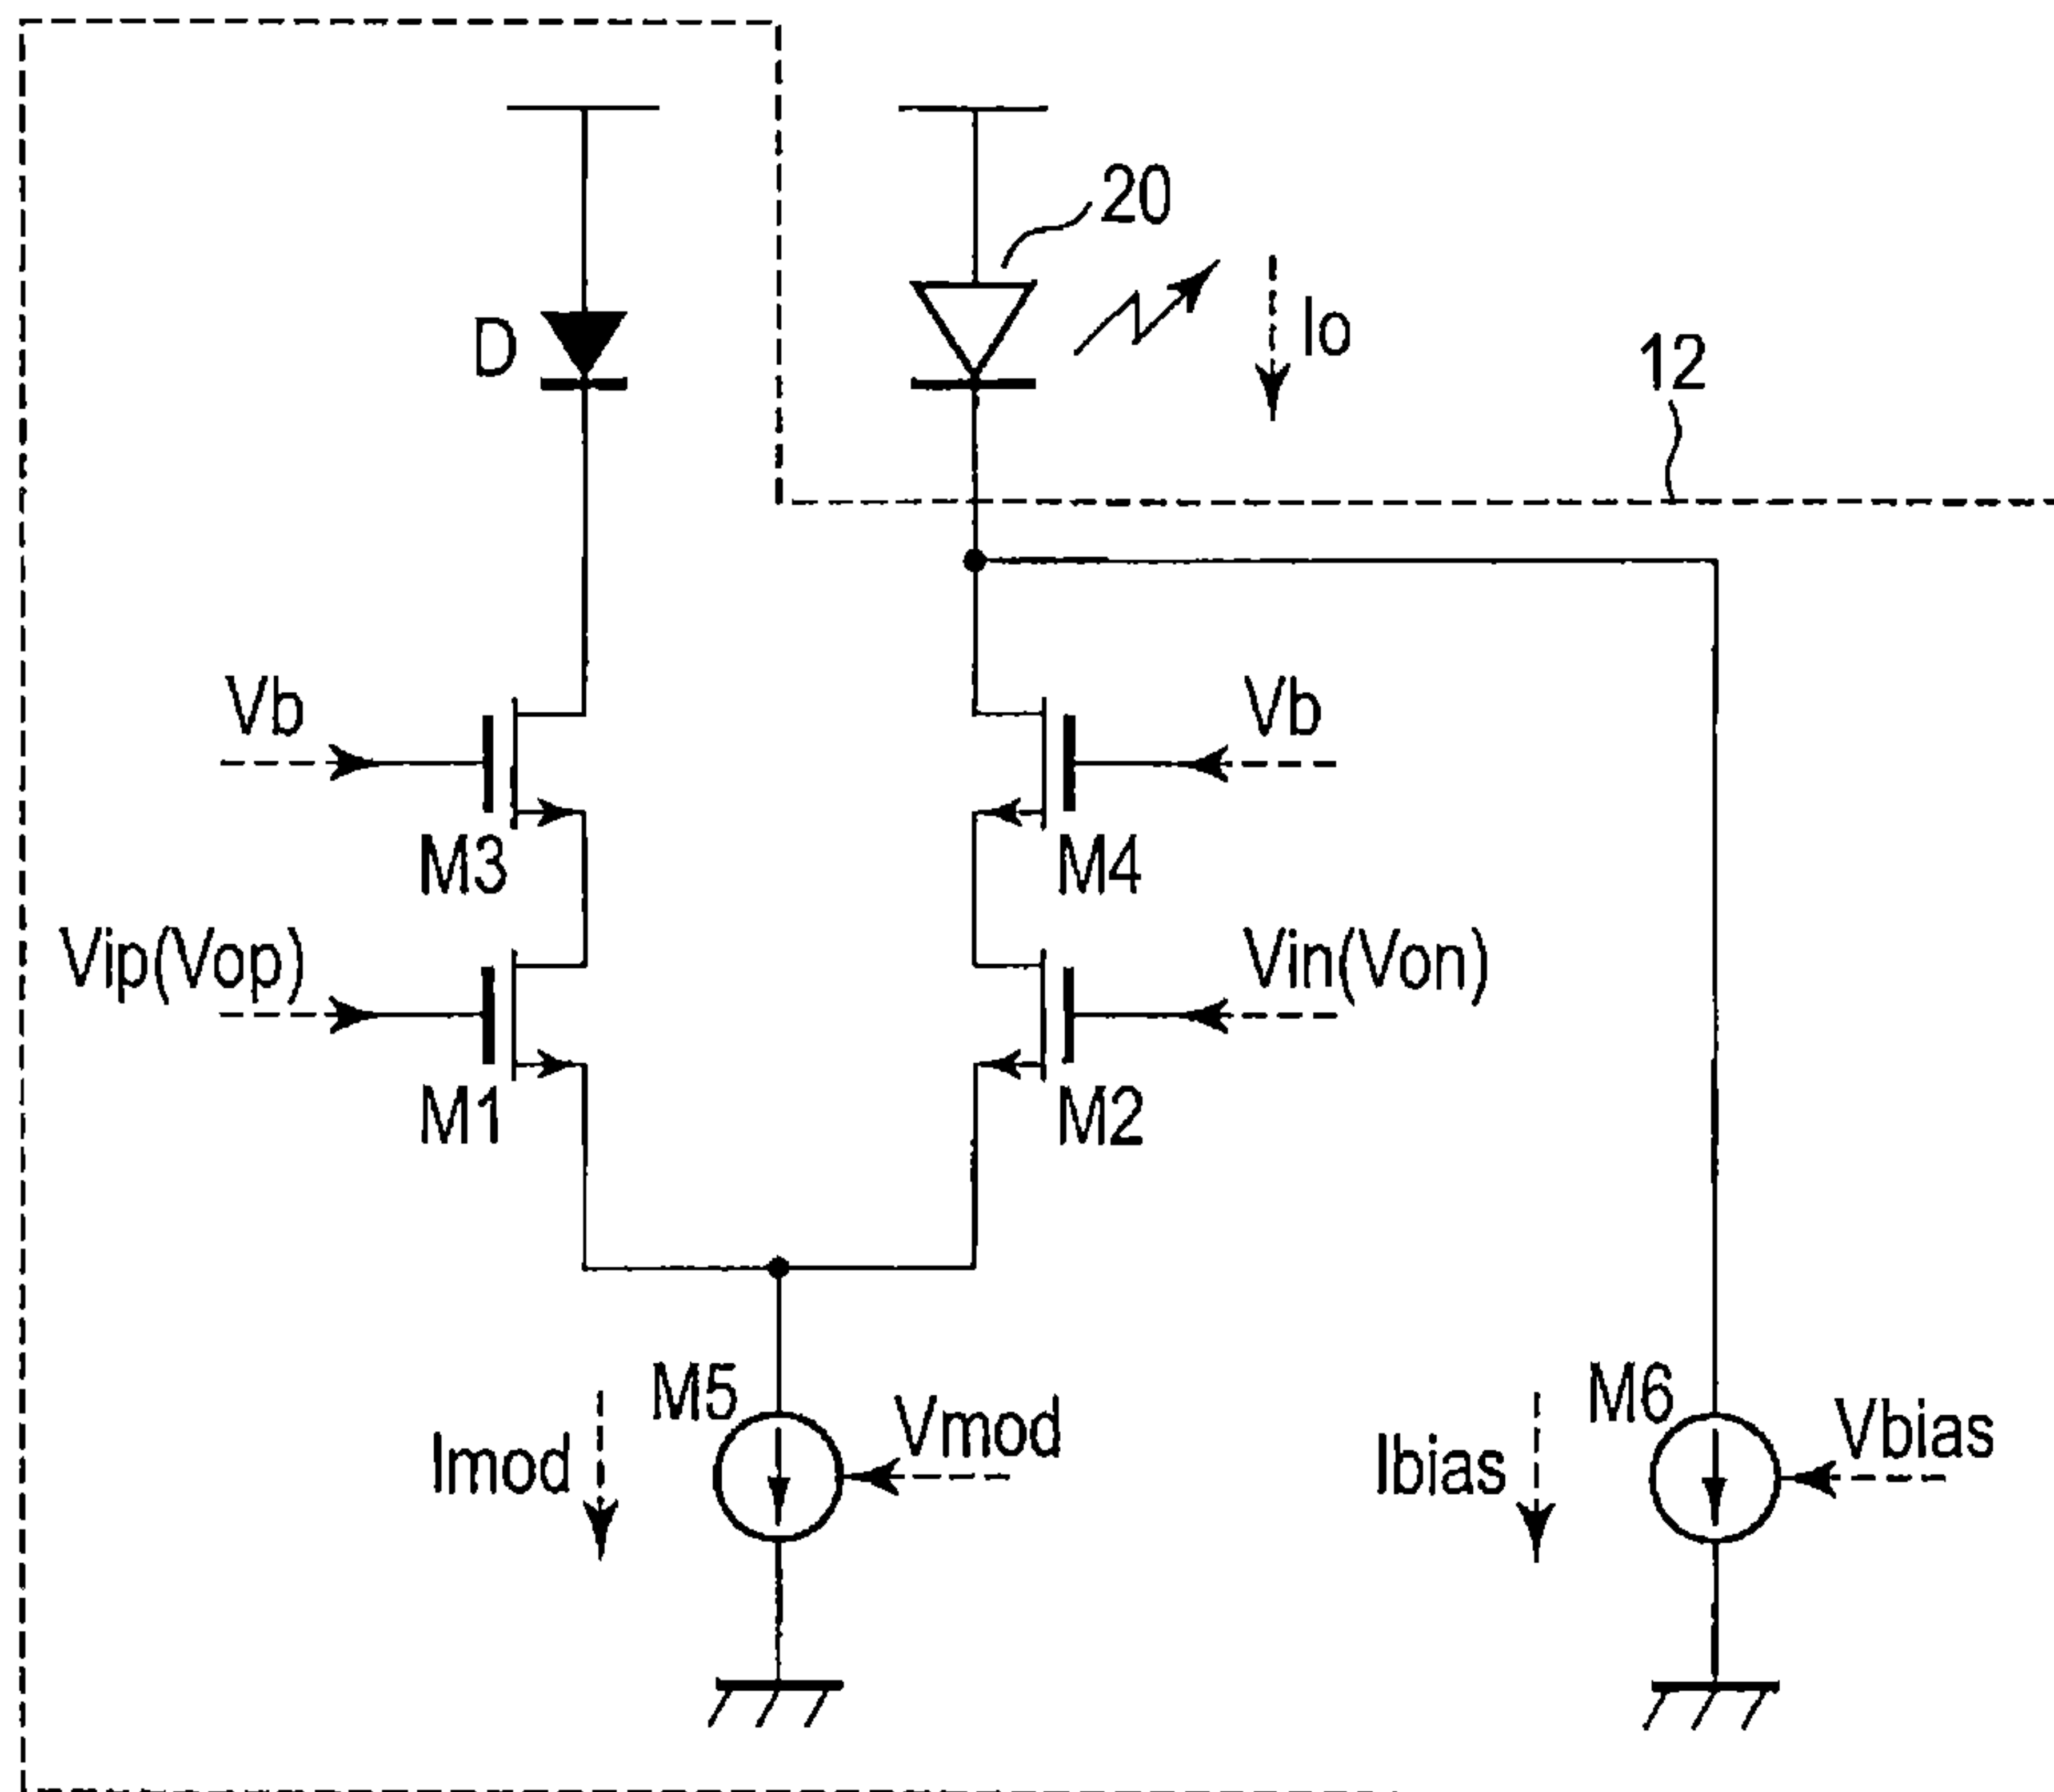 20
D
Io
12
Vb
Vb
M3
M4
Vip(Vop)
Vin(Von)
M1
M2
M5
M6
Imod
Vmod
Ibias
Vbias